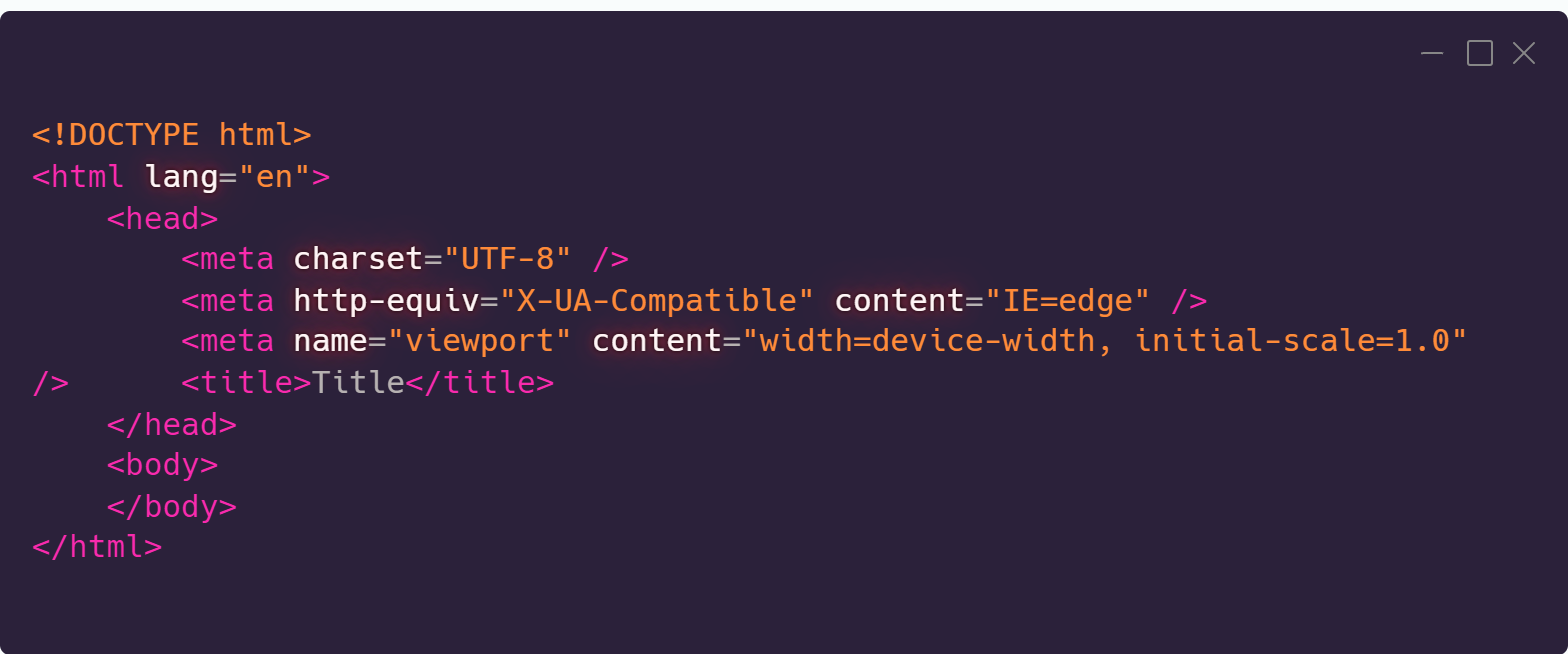 <!DOCTYPE html>
<html lang="en">
    <head>
        <meta charset="UTF-8" />
        <meta http-equiv="X-UA-Compatible" content="IE=edge" />
        <meta name="viewport" content="width=device-width, initial-scale=1.0"
/>      <title>Title</title>
    </head>
    <body>
    </body>
</html>